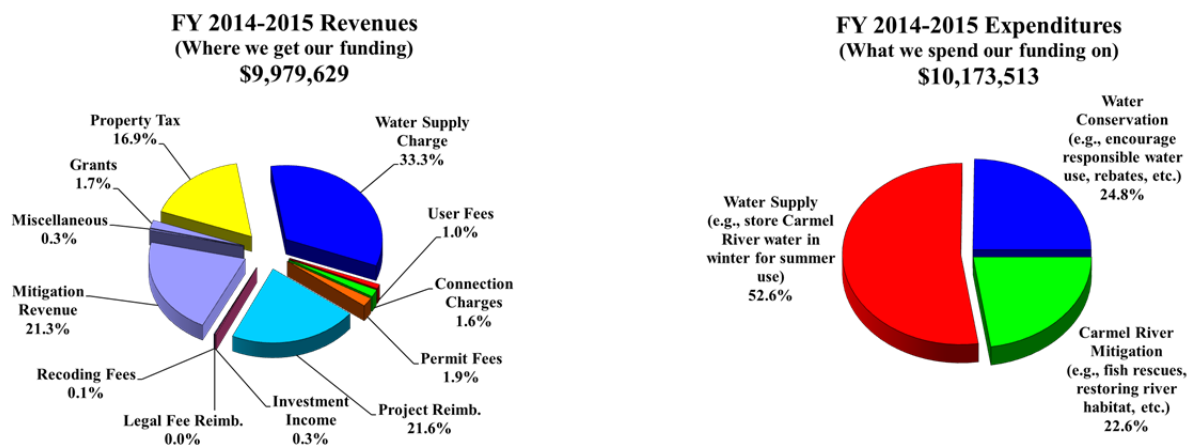 FY 2014-2015 Revenues
(Where we get our funding)
$9,979,629
Property Tax
16.9%
Grants
1.7%
Miscellaneous
0.3%
Mitigation
Revenue
21.3%
Recoding Fees
0.1%
Legal Fee Reimb.
0.0%
Investment
Income
0.3%
Project Reimb.
21.6%
Permit Fees
1.9%
Connection
Charges
1.6%
User Fees
1.0%
Water Supply
Charge
33.3%
FY 2014-2015 Expenditures
(What we spend our funding on)
$10,173,513
Water Supply
(e.g., store Carmel
River water in
winter for summer
use)
52.6%
Water
Conservation
(e.g., encourage
responsible water
use, rebates, etc.)
24.8%
Carmel River
Mitigation
(e.g., fish rescues,
restoring river
habitat, etc.)
22.6%